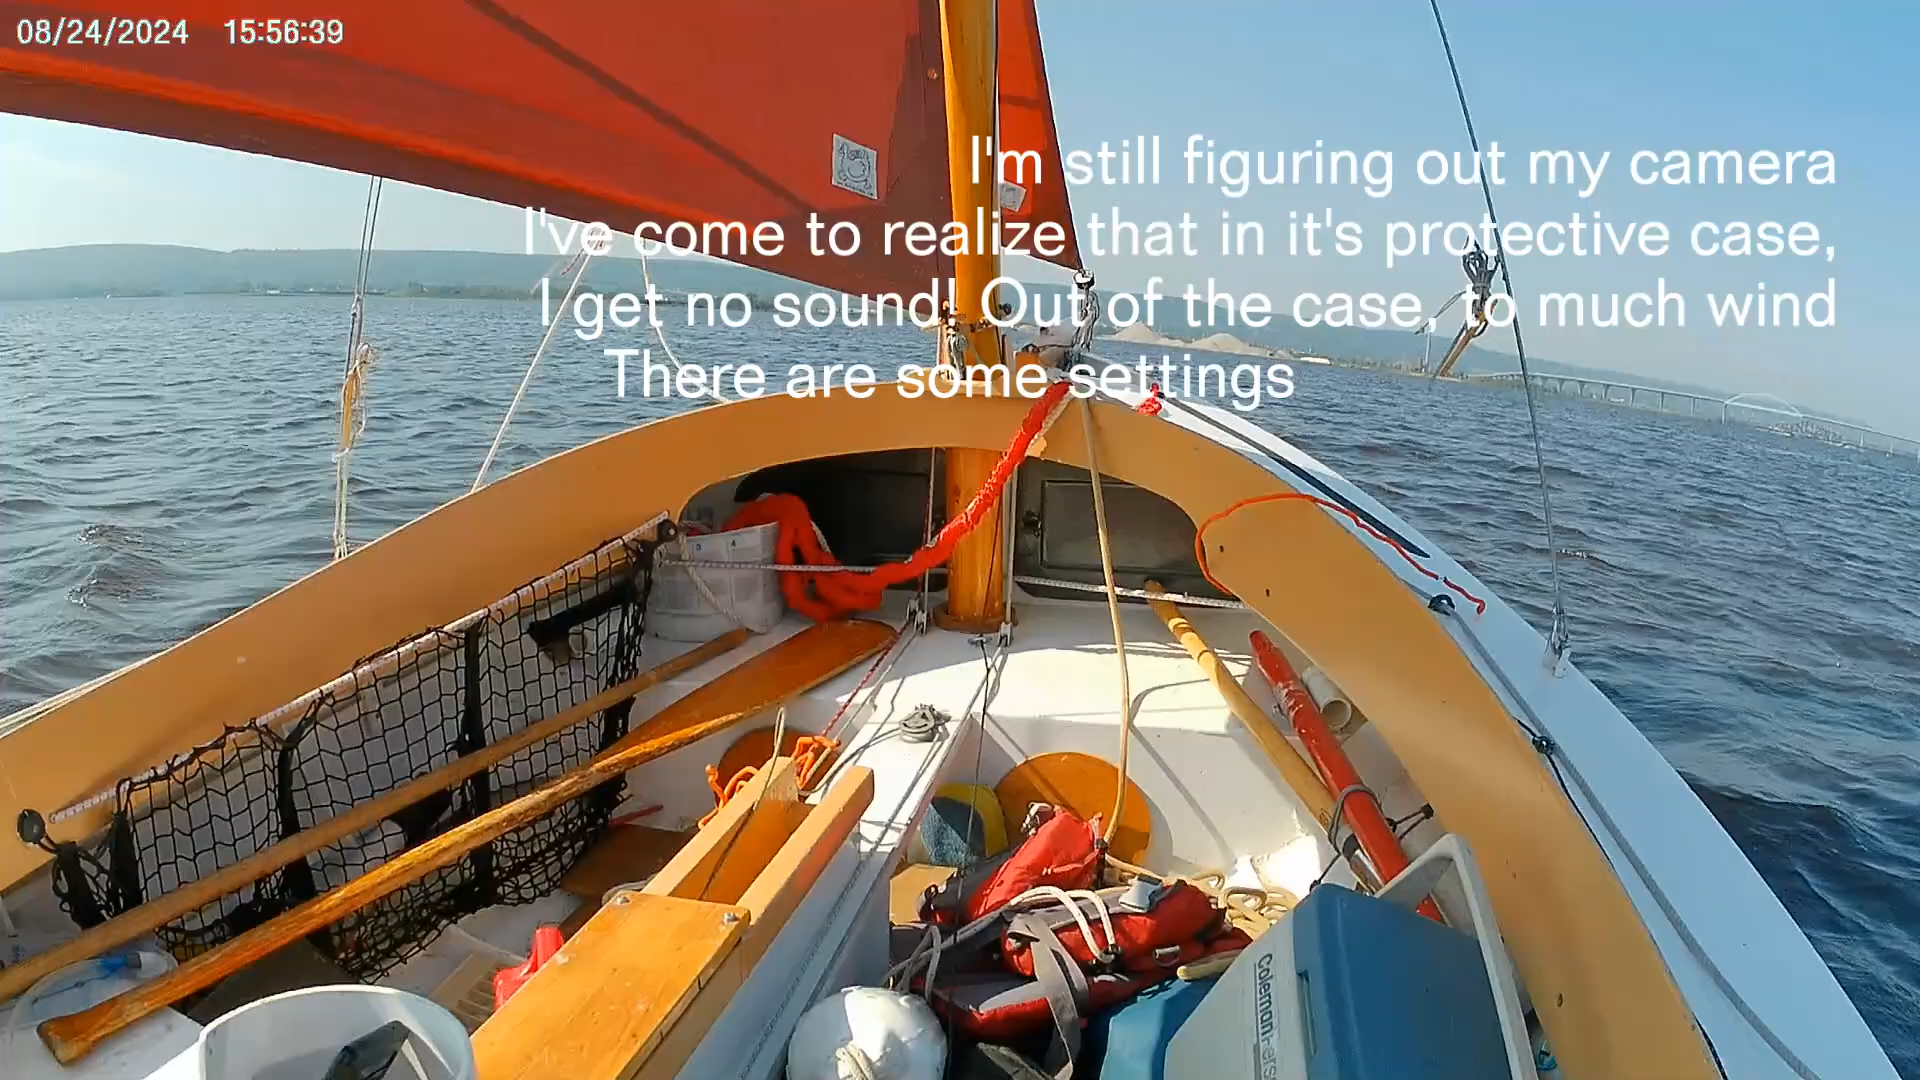 08/24/2024 15:56:39
I'm still figuring out my camera
I've come to realize that in it's protective case,
I get no sound! Out of the case, to much wind
There are some settings
Coleman